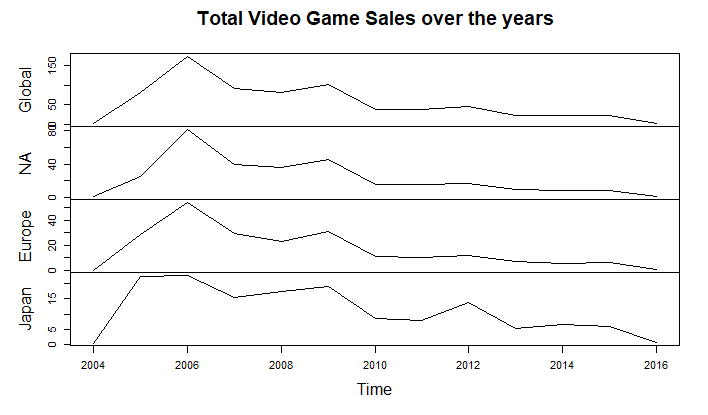 Total Video Game Sales over the years
Global
0 50 150
NA
0 40 80
Europe
0 20 40
Japan
5 15
2004 2006 2008 2010 2012 2014 2016
Time